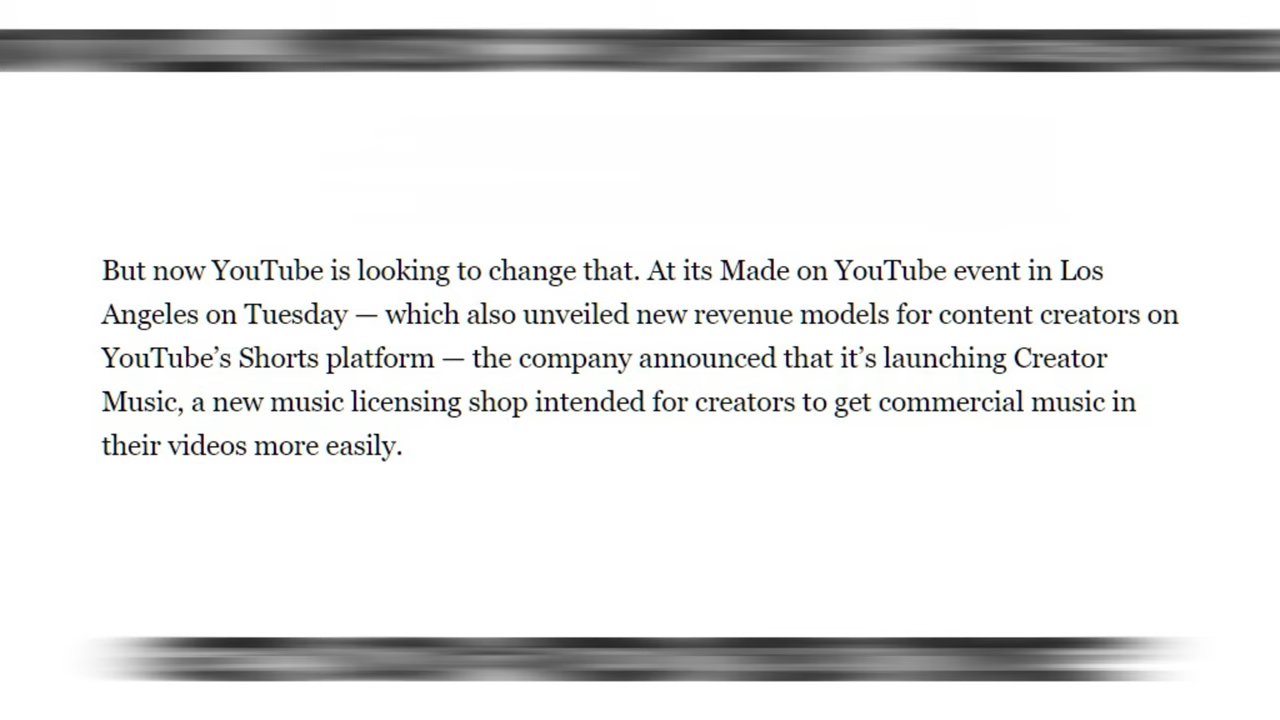 But now YouTube is looking to change that. At its Made on YouTube event in Los
Angeles on Tuesday — which also unveiled new revenue models for content creators on
YouTube’s Shorts platform — the company announced that it’s launching Creator
Music, a new music licensing shop intended for creators to get commercial music in
their videos more easily.